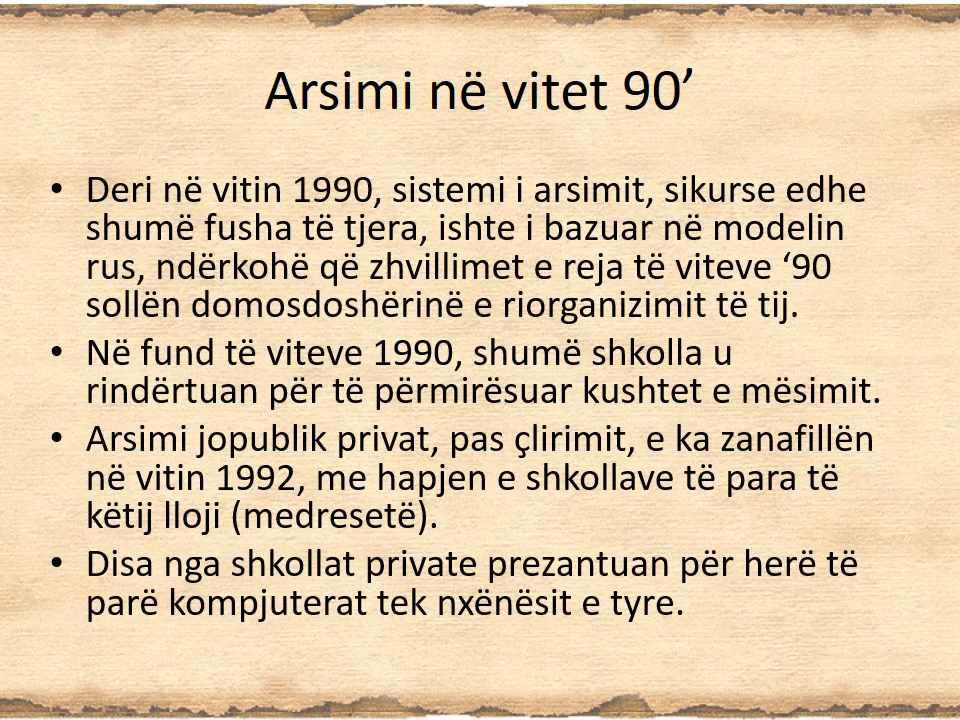 Arsimi në vitet 90’
• Deri në vitin 1990, sistemi i arsimit, sikurse edhe
shumë fusha të tjera, ishte i bazuar në modelin
rus, ndërkohë që zhvillimet e reja të viteve ‘90
sollën domosdoshërinë e riorganizimit të tij.
• Në fund të viteve 1990, shumë shkolla u
rindërtuan për të përmirësuar kushtet e mësimit.
• Arsimi jopublik privat, pas çlirimit, e ka zanafillën
në vitin 1992, me hapjen e shkollave të para të
këtij lloji (medresetë).
• Disa nga shkollat private prezantuan për herë të
parë kompjuterat tek nxënësit e tyre.